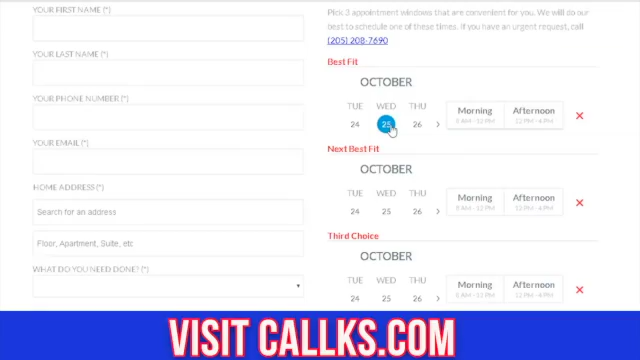 YOUR FIRST NAME (*)
YOUR LAST NAME (*)
YOUR PHONE NUMBER (*)
YOUR EMAIL (*)
HOME ADDRESS (*)
Search for an address
Floor, Apartment, Suite, etc
WHAT DO YOU NEED DONE? (*)
Pick 3 appointment windows that are convenient for you. We will do our
best to schedule one of these times. If you have an urgent request, call
(205) 208-7690
Best Fit
OCTOBER
TUE WED THU
24 25 26 >
Morning Afternoon
8 AM - 12 PM 12 PM - 4 PM
Next Best Fit
OCTOBER
TUE WED THU
24 25 26 >
Morning Afternoon
8 AM - 12 PM 12 PM - 4 PM
Third Choice
OCTOBER
TUE WED THU
24 25 26 >
Morning Afternoon
8 AM - 12 PM 12 PM - 4 PM
VISIT CALLKS.COM